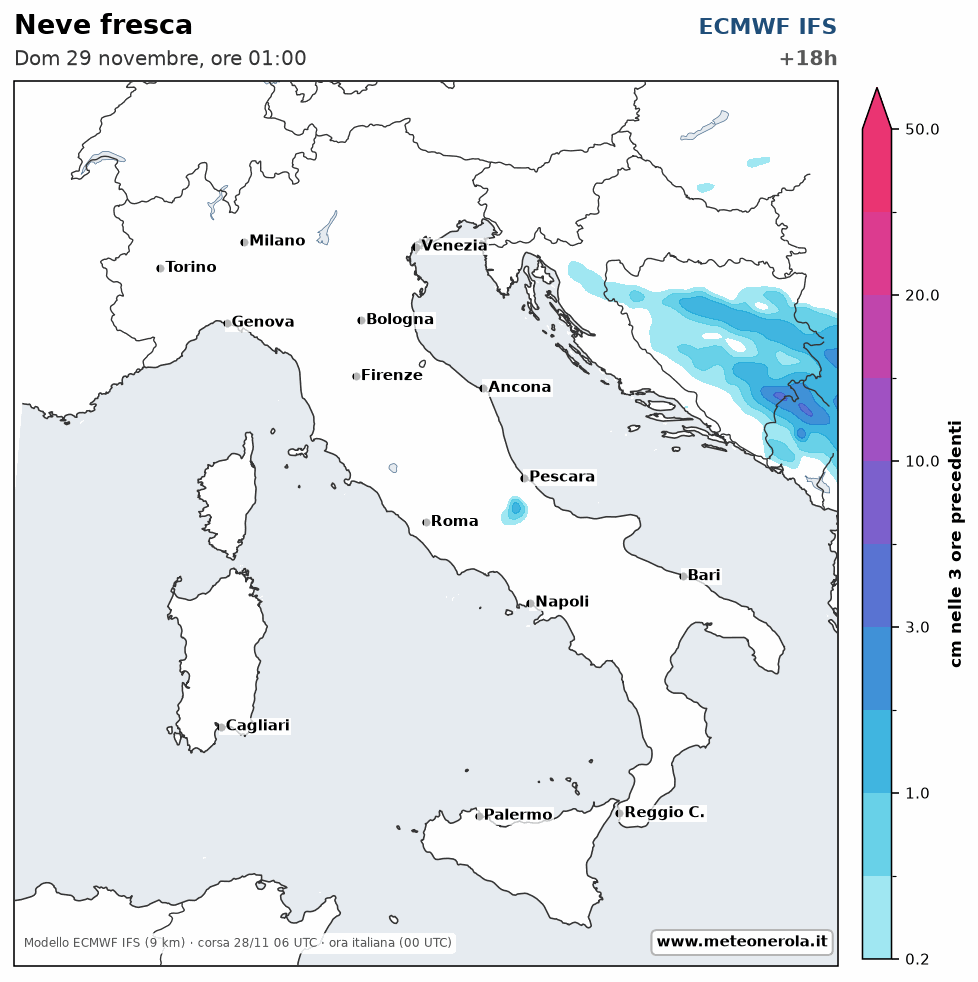 Neve fresca
ECMWF IFS
Dom 29 novembre, ore 01:00
+18h
50.0
20.0
10.0
3.0
1.0
0.2
cm nelle 3 ore precedenti
Milano
Venezia
Torino
Genova
Bologna
Firenze
Ancona
Pescara
Roma
Bari
Napoli
Cagliari
Palermo
Reggio C.
Modello ECMWF IFS (9 km) · corsa 28/11 06 UTC · ora italiana (00 UTC)
www.meteonerola.it